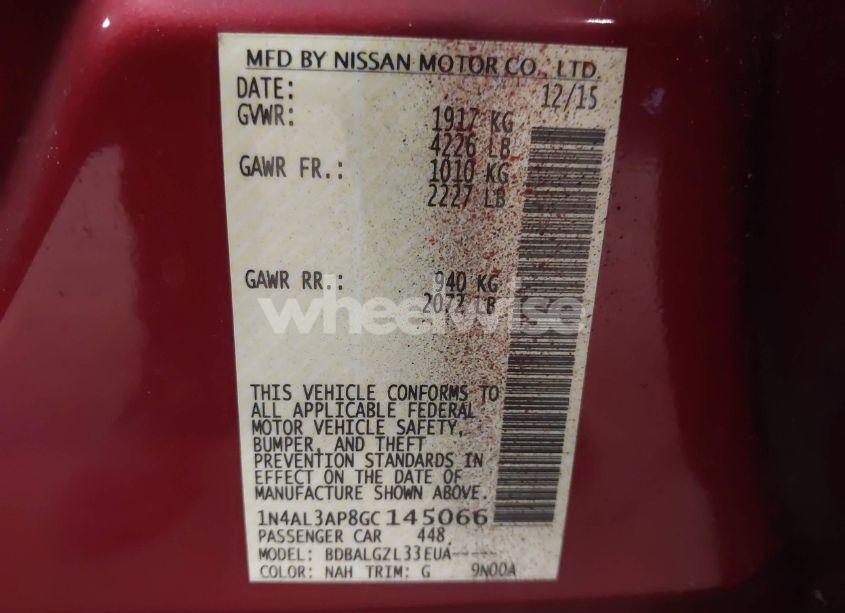 MFD BY NISSAN MOTOR CO., LTD.
DATE: 12/15
GVWR: 1917 KG
4226 LB
GAWR FR.: 1010 KG
2227 LB
GAWR RR.: 940 KG
2072 LB
wheelwise
THIS VEHICLE CONFORMS TO
ALL APPLICABLE FEDERAL
MOTOR VEHICLE SAFETY,
BUMPER, AND THEFT
PREVENTION STANDARDS IN
EFFECT ON THE DATE OF
MANUFACTURE SHOWN ABOVE.
1N4AL3AP8GC145066
PASSENGER CAR 448
MODEL: BDBALGZL33EUA-----
COLOR: NAH TRIM: G 9N00A